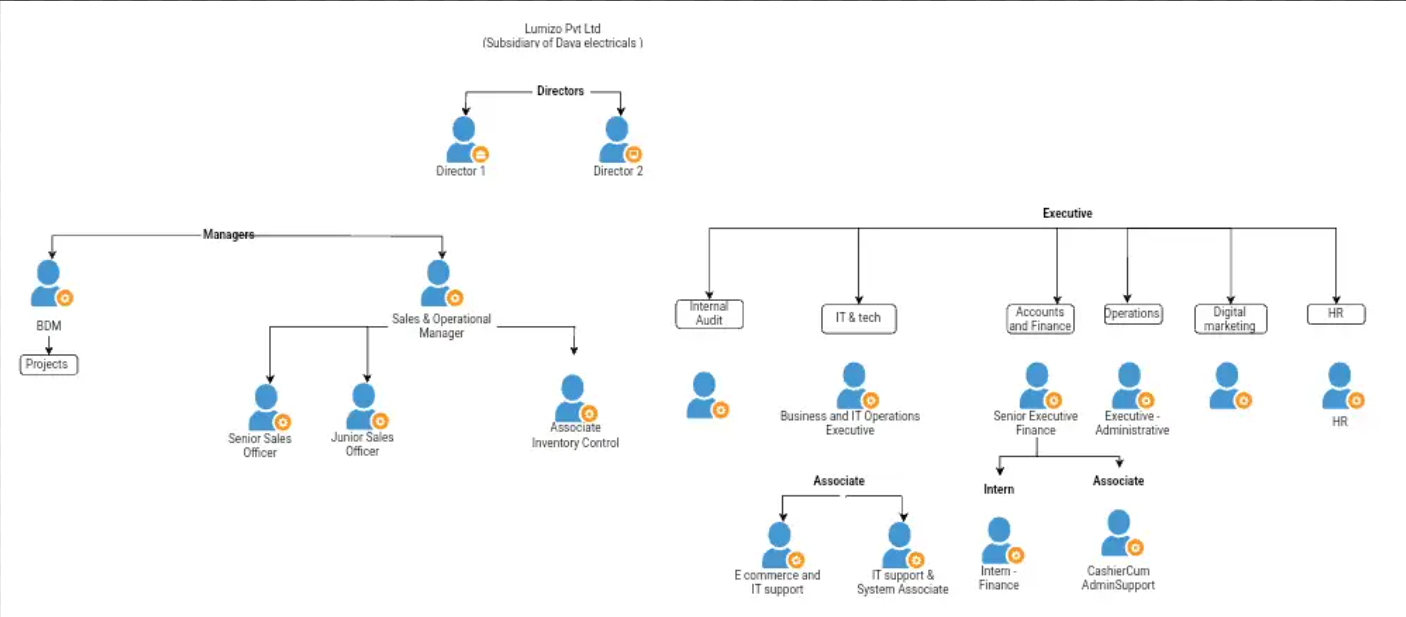 Lumizo Pvt Ltd
(Subsidiary of Dava electricals )
Directors
Director 1
Director 2
Executive
Managers
BDM
Projects
Sales & Operational
Manager
Senior Sales
Officer
Junior Sales
Officer
Associate
Inventory Control
Internal
Audit
IT & tech
Accounts
and Finance
Operations
Digital
marketing
HR
Business and IT Operations
Executive
Senior Executive
Finance
Executive -
Administrative
HR
Associate
E commerce and
IT support
IT support &
System Associate
Intern
Intern -
Finance
Associate
CashierCum
AdminSupport